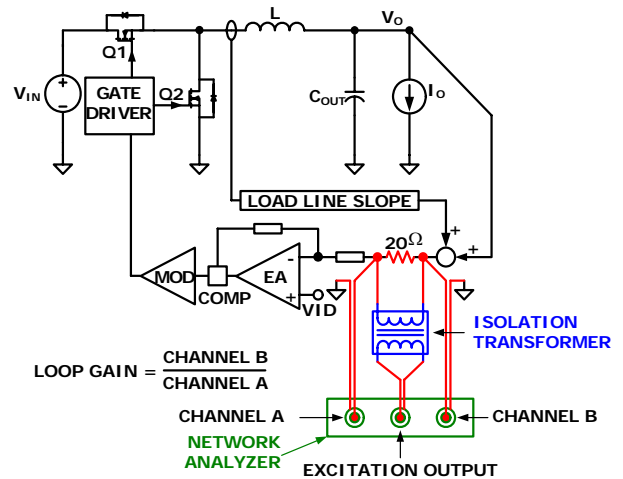 L
VO
Q1
VIN
GATE
DRIVER
Q2
COUT
IO
LOAD LINE SLOPE
+
+
20Ω
MOD
COMP
EA
-
+
VID
ISOLATION
TRANSFORMER
LOOP GAIN = CHANNEL B
CHANNEL A
CHANNEL A
CHANNEL B
NETWORK
ANALYZER
EXCITATION OUTPUT